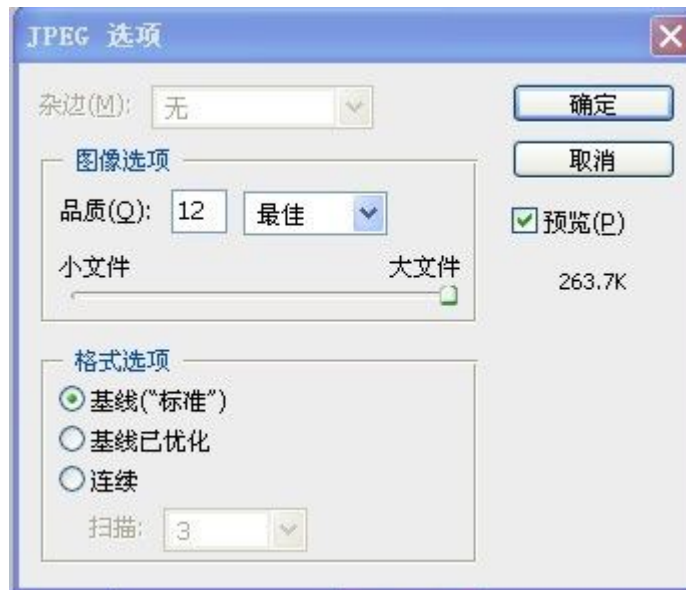 JPEG 选项
杂边(M): 无
确定
图像选项
取消
品质(Q): 12 最佳
预览(P)
小文件 大文件
263.7K
格式选项
基线("标准")
基线已优化
连续
扫描: 3